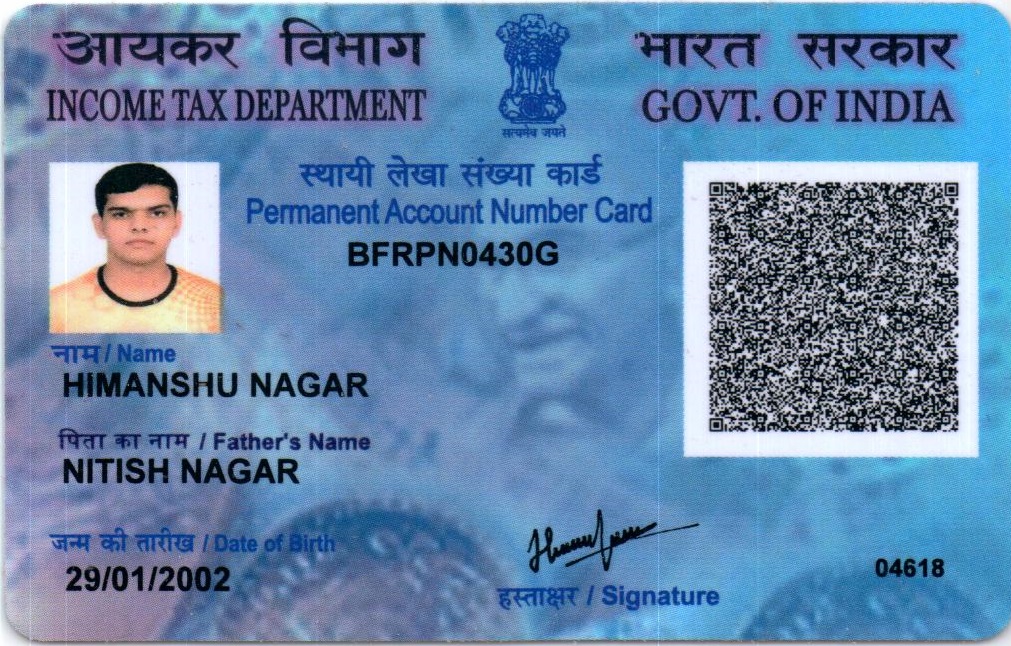 आयकर विभाग
INCOME TAX DEPARTMENT
सत्यमेव जयते
भारत सरकार
GOVT. OF INDIA
स्थायी लेखा संख्या कार्ड
Permanent Account Number Card
BFRPN0430G
नाम / Name
HIMANSHU NAGAR
पिता का नाम / Father's Name
NITISH NAGAR
जन्म की तारीख / Date of Birth
29/01/2002
हस्ताक्षर / Signature
04618